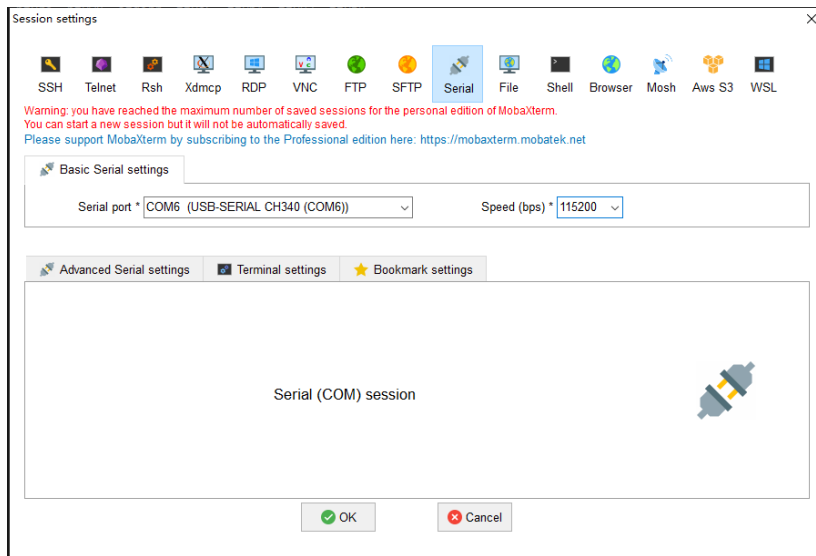 Session settings
SSH Telnet Rsh Xdmcp RDP VNC FTP SFTP Serial File Shell Browser Mosh Aws S3 WSL
Warning: you have reached the maximum number of saved sessions for the personal edition of MobaXterm.
You can start a new session but it will not be automatically saved.
Please support MobaXterm by subscribing to the Professional edition here: https://mobaxterm.mobatek.net
Basic Serial settings
Serial port * COM6 (USB-SERIAL CH340 (COM6)) Speed (bps) * 115200
Advanced Serial settings Terminal settings Bookmark settings
Serial (COM) session
OK Cancel